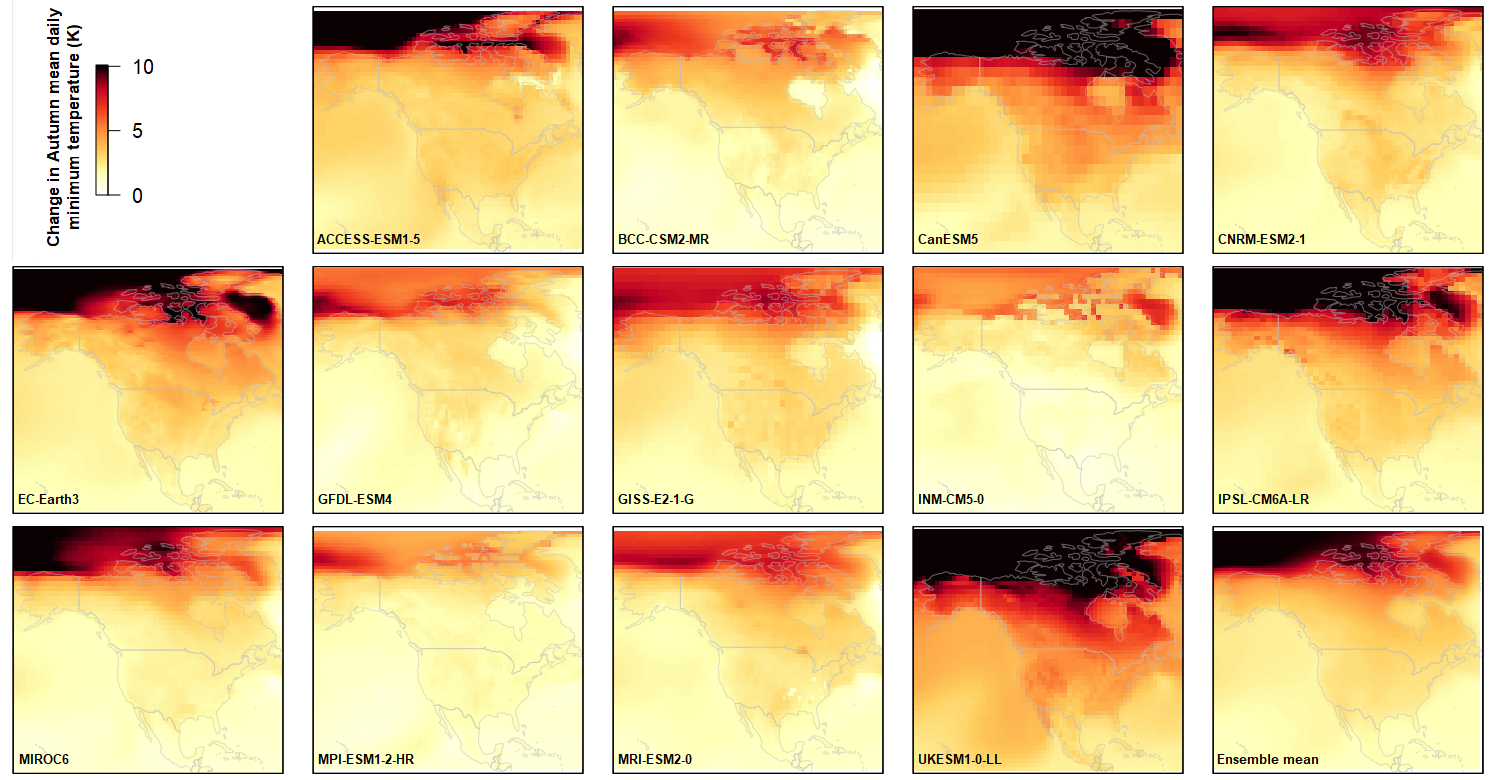 Change in Autumn mean daily
minimum temperature (K)
10
5
0
ACCESS-ESM1-5
BCC-CSM2-MR
CanESM5
CNRM-ESM2-1
EC-Earth3
GFDL-ESM4
GISS-E2-1-G
INM-CM5-0
IPSL-CM6A-LR
MIROC6
MPI-ESM1-2-HR
MRI-ESM2-0
UKESM1-0-LL
Ensemble mean